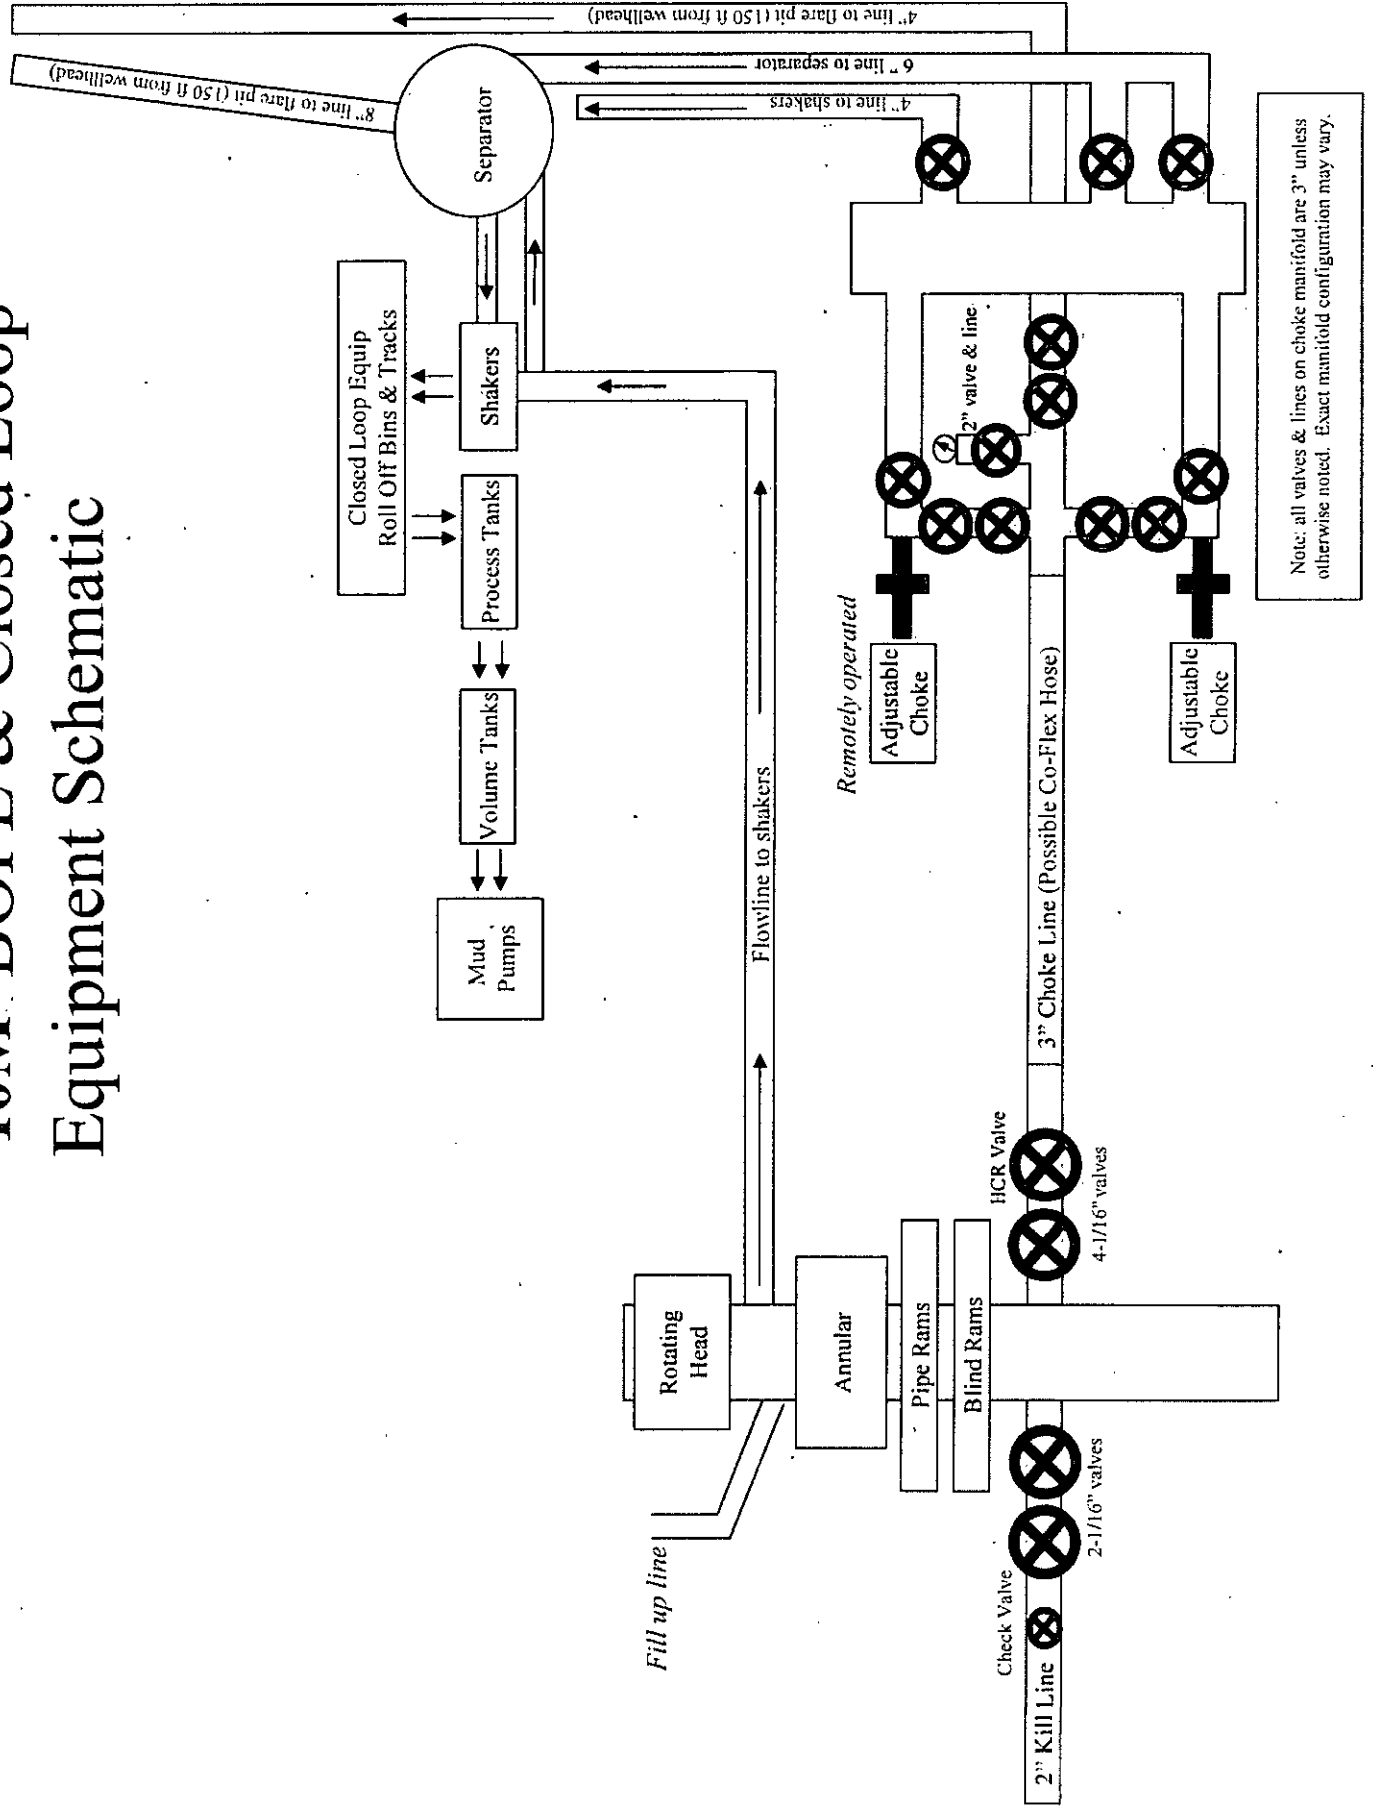 & Closed Loop
Equipment Schematic
4" line to flare pit (150 ft from wellhead)
8" line to flare pit (150 ft from wellhead)
Separator
6" line to separator
4" line to shakers
Closed Loop Equip
Roll Off Bins & Tracks
Shakers
Process Tanks
Volume Tanks
Mud
Pumps
Flowline to shakers
Rotating
Head
Fill up line
Annular
Pipe Rams
Blind Rams
Check Valve
2" Kill Line
2-1/16" valves
HCR Valve
4-1/16" valves
3" Choke Line (Possible Co-Flex Hose)
Remotely operated
Adjustable
Choke
Adjustable
Choke
2" valve & line
Note: all valves & lines on choke manifold are 3" unless
otherwise noted. Exact manifold configuration may vary.